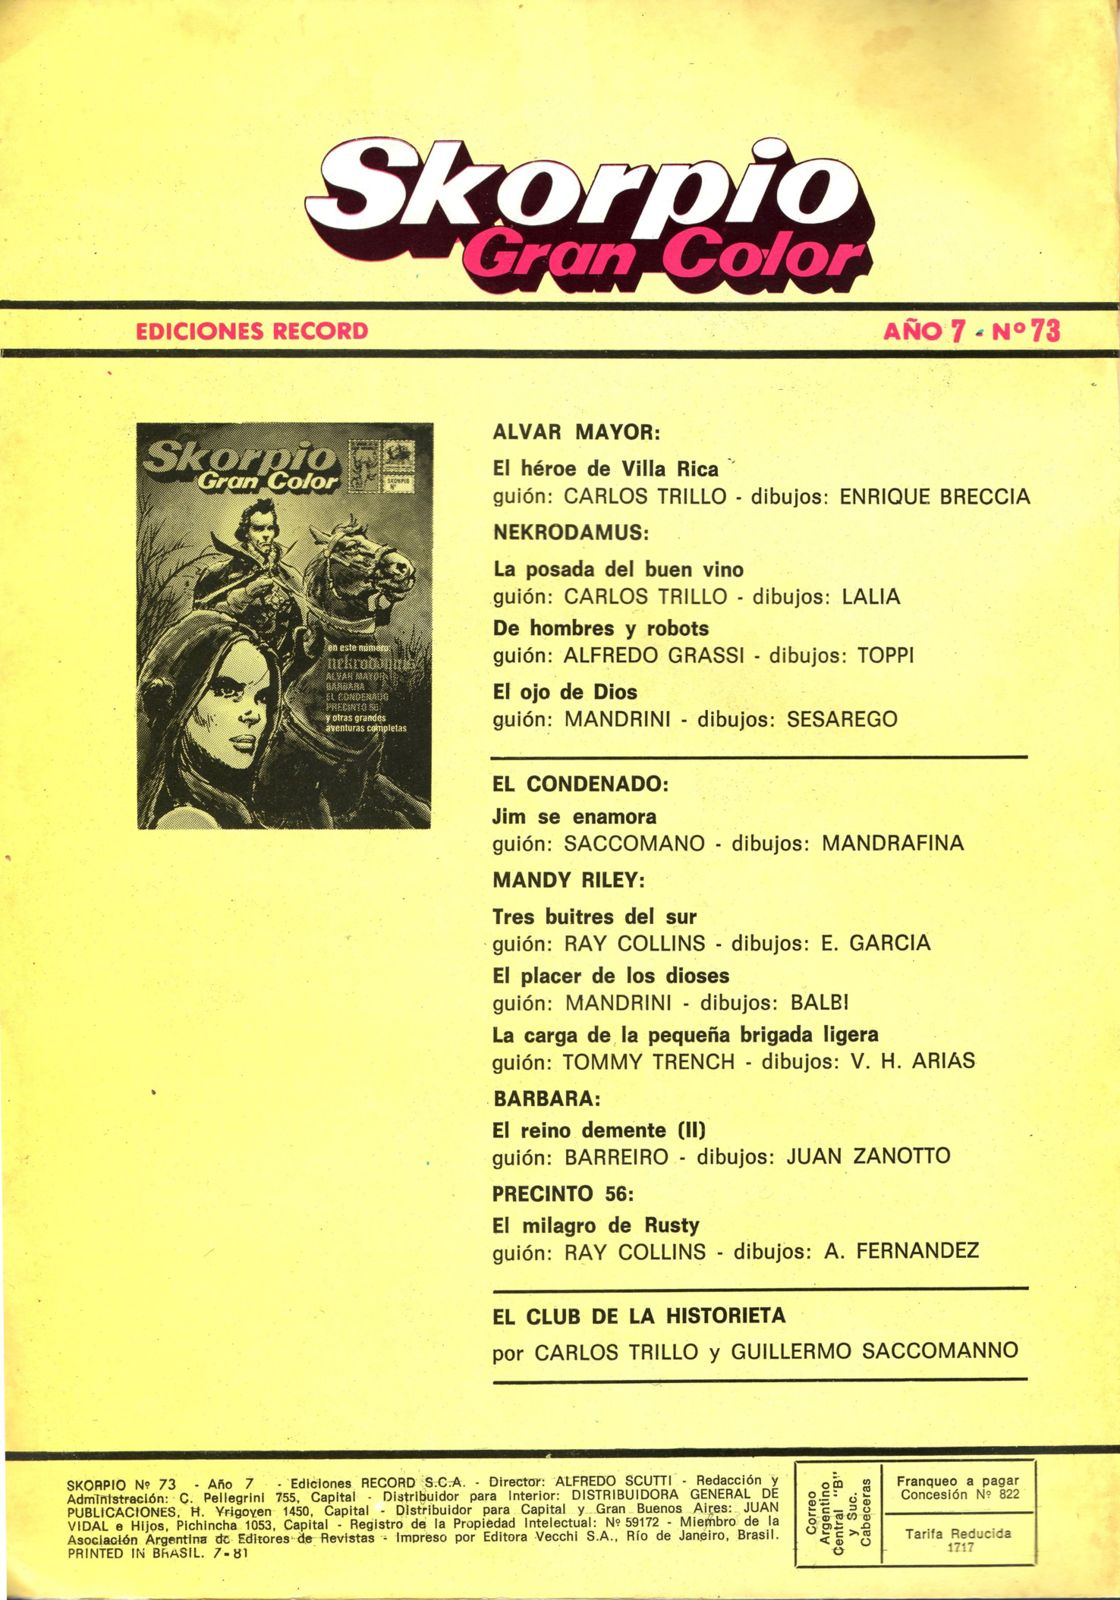 Skorpio
Gran Color
EDICIONES RECORD
AÑO 7 - Nº 73
Skorpio
Gran Color
SKORPIO
Nº
en este número:
nekrodamus
ALVAR MAYOR
BARBARA
EL CONDENADO
PRECINTO 56
y otras grandes
aventuras completas
ALVAR MAYOR:
El héroe de Villa Rica
guión: CARLOS TRILLO - dibujos: ENRIQUE BRECCIA
NEKRODAMUS:
La posada del buen vino
guión: CARLOS TRILLO - dibujos: LALIA
De hombres y robots
guión: ALFREDO GRASSI - dibujos: TOPPI
El ojo de Dios
guión: MANDRINI - dibujos: SESAREGO
EL CONDENADO:
Jim se enamora
guión: SACCOMANO - dibujos: MANDRAFINA
MANDY RILEY:
Tres buitres del sur
guión: RAY COLLINS - dibujos: E. GARCIA
El placer de los dioses
guión: MANDRINI - dibujos: BALBI
La carga de la pequeña brigada ligera
guión: TOMMY TRENCH - dibujos: V. H. ARIAS
BARBARA:
El reino demente (II)
guión: BARREIRO - dibujos: JUAN ZANOTTO
PRECINTO 56:
El milagro de Rusty
guión: RAY COLLINS - dibujos: A. FERNANDEZ
EL CLUB DE LA HISTORIETA
por CARLOS TRILLO y GUILLERMO SACCOMANNO
SKORPIO Nº 73 - Año 7 - Ediciones RECORD S.C.A. - Director: ALFREDO SCUTTI - Redacción y
Administración: C. Pellegrini 755, Capital - Distribuidor para Interior: DISTRIBUIDORA GENERAL DE
PUBLICACIONES, H. Yrigoyen 1450, Capital - Distribuidor para Capital y Gran Buenos Aires: JUAN
VIDAL e Hijos, Pichincha 1053, Capital - Registro de la Propiedad Intelectual: Nº 59172 - Miembro de la
Asociación Argentina de Editores de Revistas - Impreso por Editora Vecchi S.A., Río de Janeiro, Brasil.
PRINTED IN BRASIL. 7-81
Correo
Argentino
Central "B"
y Suc.
Cabeceras
Franqueo a pagar
Concesión Nº 822
Tarifa Reducida
1717